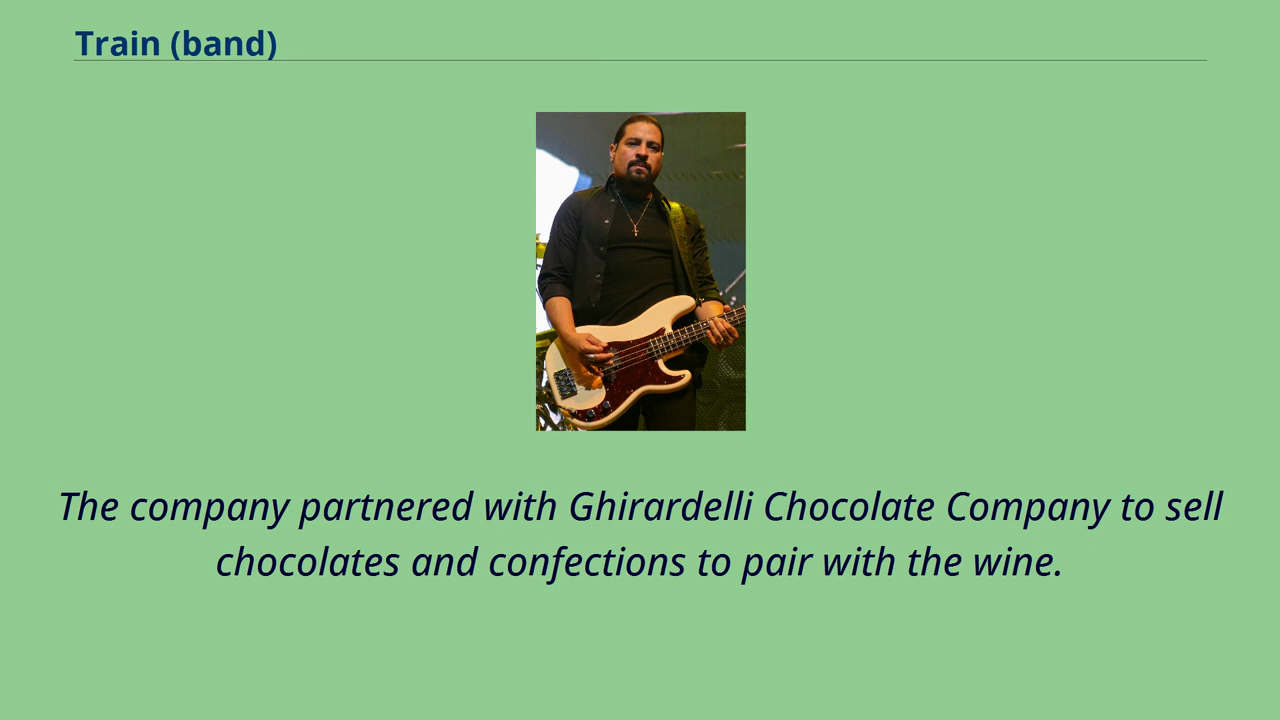 Train (band)
The company partnered with Ghirardelli Chocolate Company to sell
chocolates and confections to pair with the wine.